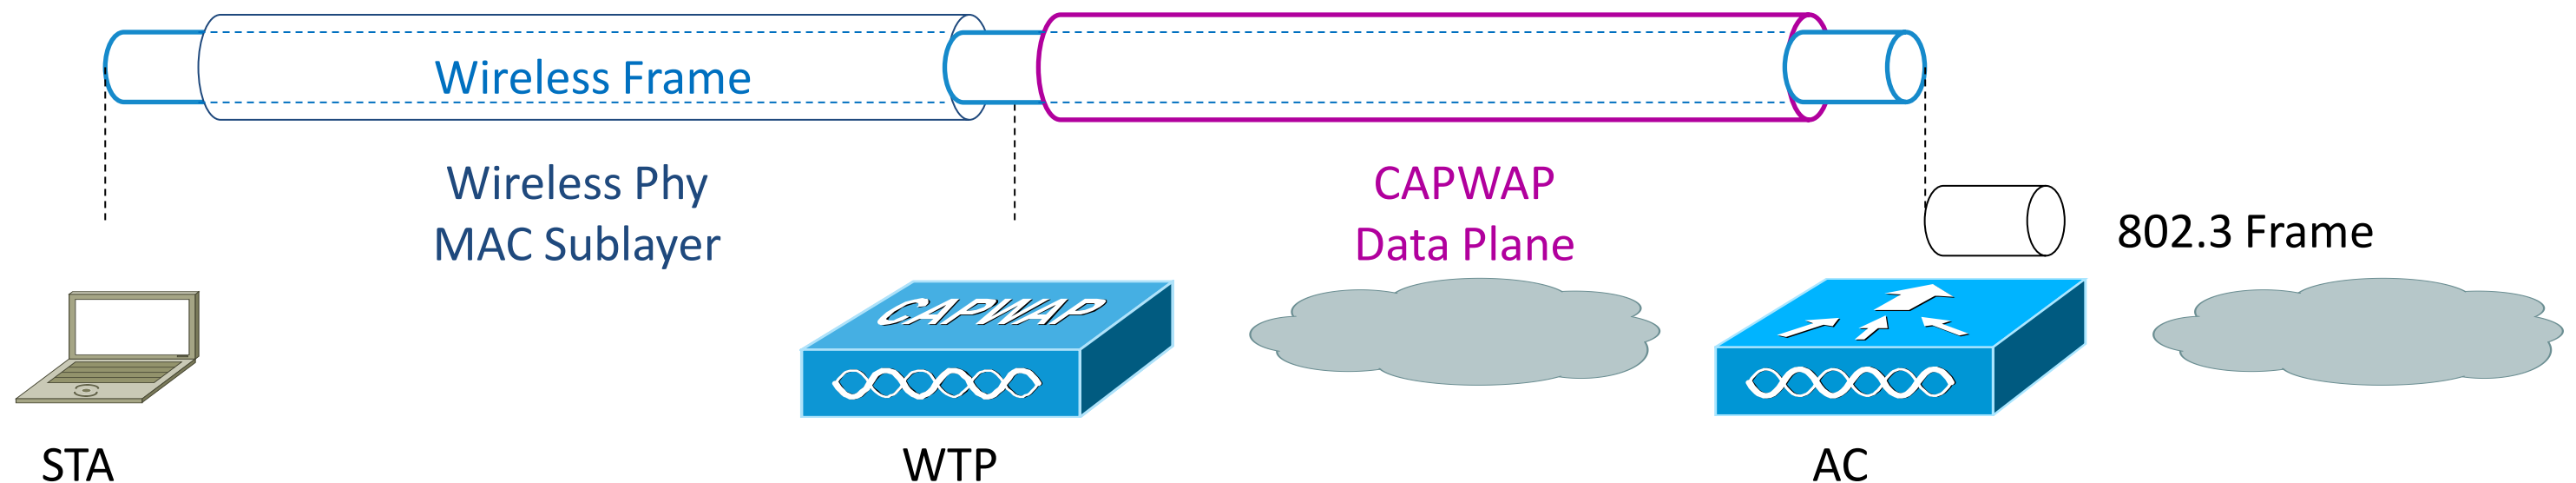 Wireless Frame
Wireless Phy
MAC Sublayer
CAPWAP
Data Plane
802.3 Frame
CAPWAP
STA
WTP
AC